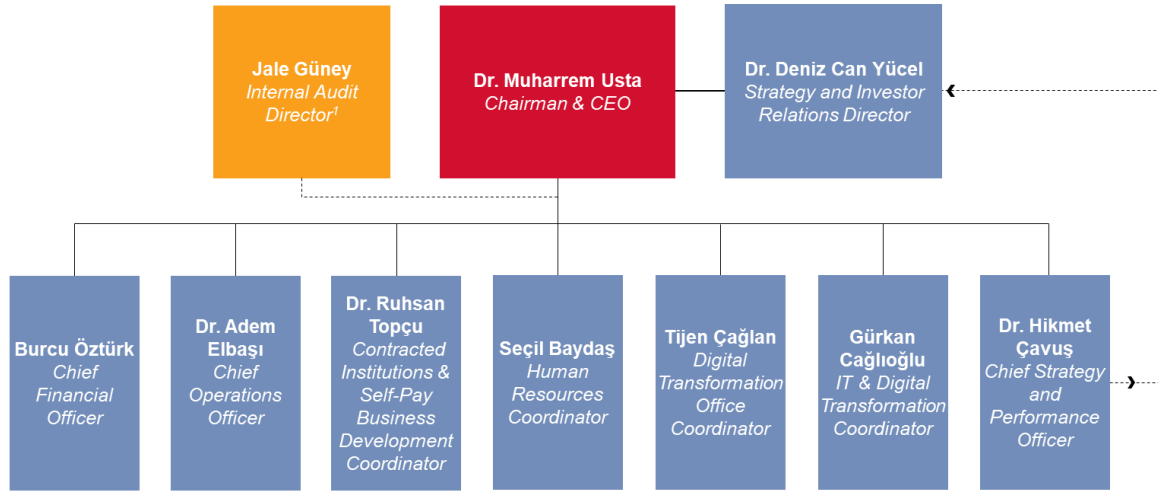 Jale Güney
Internal Audit
Director¹
Dr. Muharrem Usta
Chairman & CEO
Dr. Deniz Can Yücel
Strategy and Investor
Relations Director
Burcu Öztürk
Chief
Financial
Officer
Dr. Adem
Elbaşı
Chief
Operations
Officer
Dr. Ruhsan
Topçu
Contracted
Institutions &
Self-Pay
Business
Development
Coordinator
Seçil Baydaş
Human
Resources
Coordinator
Tijen Çağlan
Digital
Transformation
Office
Coordinator
Gürkan
Cağlıoğlu
IT & Digital
Transformation
Coordinator
Dr. Hikmet
Çavuş
Chief Strategy
and
Performance
Officer